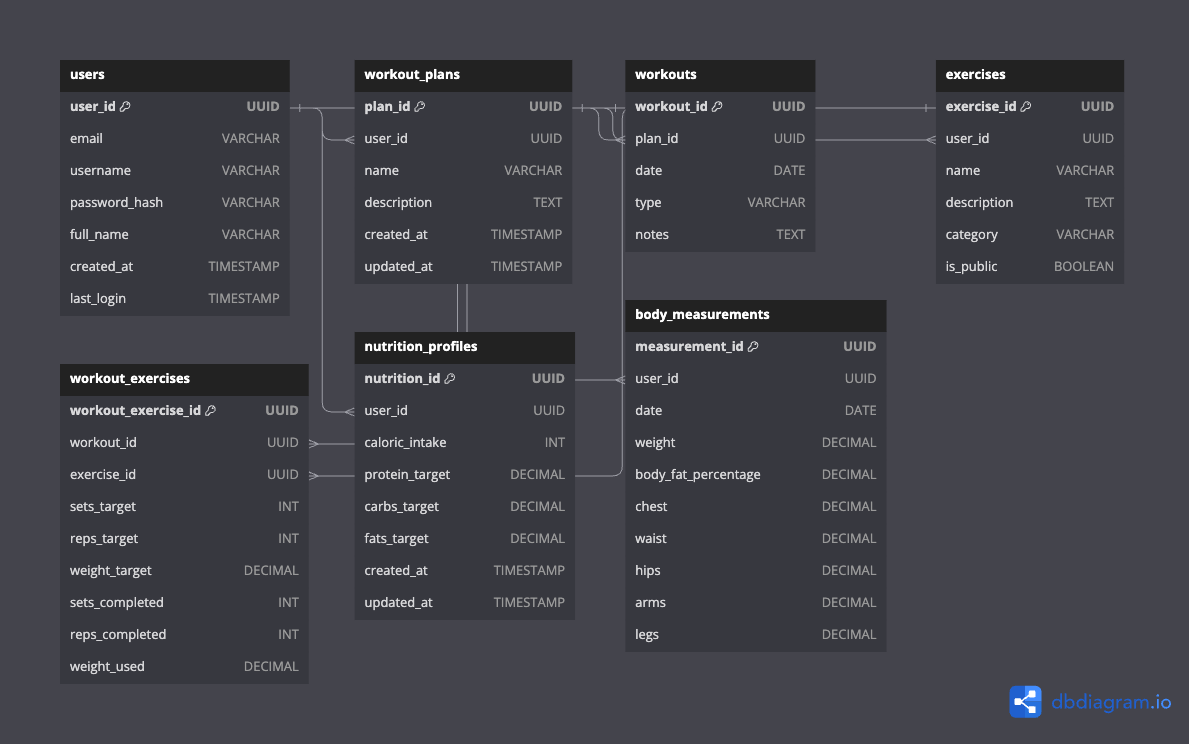 users
user_id UUID
email VARCHAR
username VARCHAR
password_hash VARCHAR
full_name VARCHAR
created_at TIMESTAMP
last_login TIMESTAMP
workout_plans
plan_id UUID
user_id UUID
name VARCHAR
description TEXT
created_at TIMESTAMP
updated_at TIMESTAMP
workouts
workout_id UUID
plan_id UUID
date DATE
type VARCHAR
notes TEXT
exercises
exercise_id UUID
user_id UUID
name VARCHAR
description TEXT
category VARCHAR
is_public BOOLEAN
workout_exercises
workout_exercise_id UUID
workout_id UUID
exercise_id UUID
sets_target INT
reps_target INT
weight_target DECIMAL
sets_completed INT
reps_completed INT
weight_used DECIMAL
nutrition_profiles
nutrition_id UUID
user_id UUID
caloric_intake INT
protein_target DECIMAL
carbs_target DECIMAL
fats_target DECIMAL
created_at TIMESTAMP
updated_at TIMESTAMP
body_measurements
measurement_id UUID
user_id UUID
date DATE
weight DECIMAL
body_fat_percentage DECIMAL
chest DECIMAL
waist DECIMAL
hips DECIMAL
arms DECIMAL
legs DECIMAL
dbdiagram.io